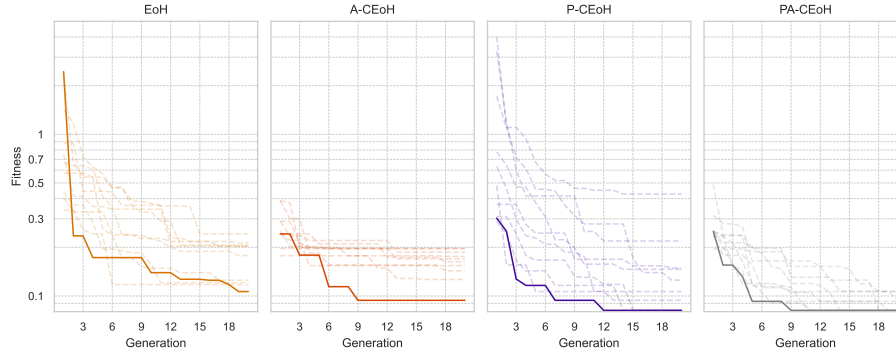 EoH
A-CEoH
P-CEoH
PA-CEoH
Fitness
1
0.7
0.5
0.3
0.1
3 6 9 12 15 18
3 6 9 12 15 18
3 6 9 12 15 18
3 6 9 12 15 18
Generation
Generation
Generation
Generation